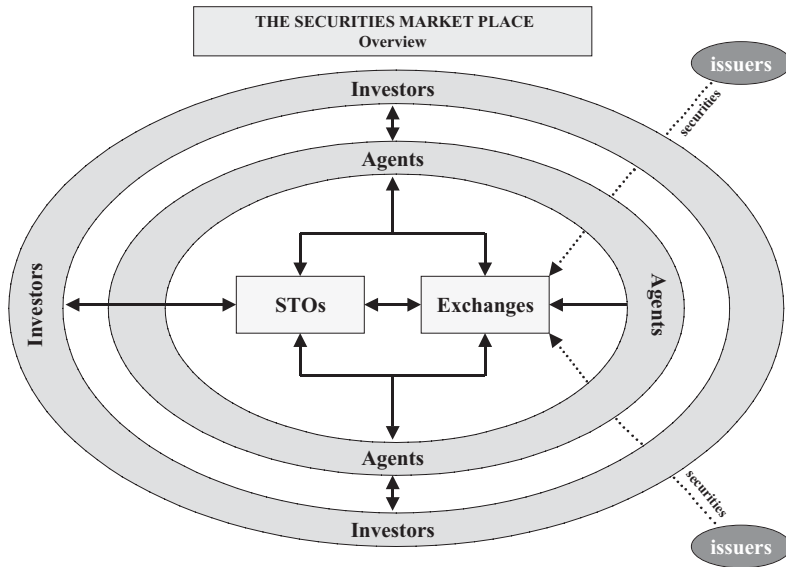 THE SECURITIES MARKET PLACE
Overview
issuers
securities
Investors
Agents
Investors
STOs
Exchanges
Agents
Agents
Investors
securities
issuers